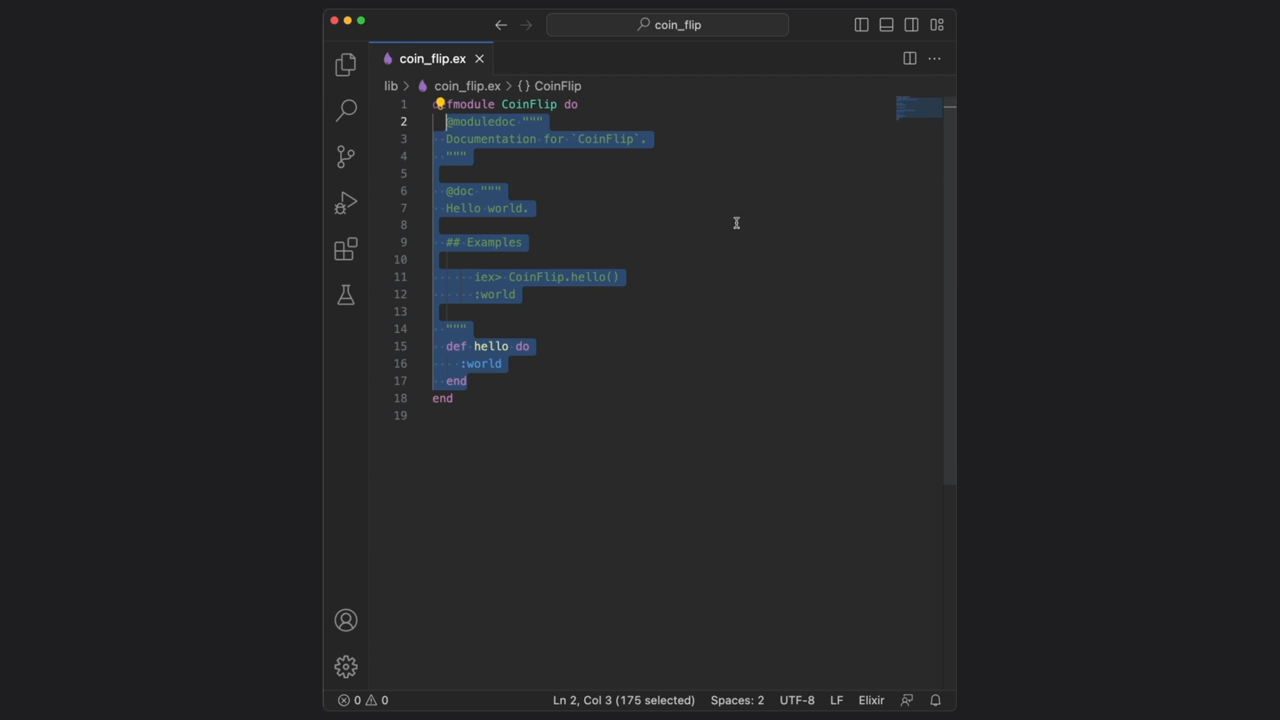 coin_flip
coin_flip.ex
lib > coin_flip.ex > {} CoinFlip
1 defmodule CoinFlip do
2 @moduledoc """
3 Documentation for `CoinFlip`.
4 """
5
6 @doc """
7 Hello world.
8
9 ## Examples
10
11 iex> CoinFlip.hello()
12 :world
13
14 """
15 def hello do
16 :world
17 end
18 end
19
0 0 Ln 2, Col 3 (175 selected) Spaces: 2 UTF-8 LF Elixir